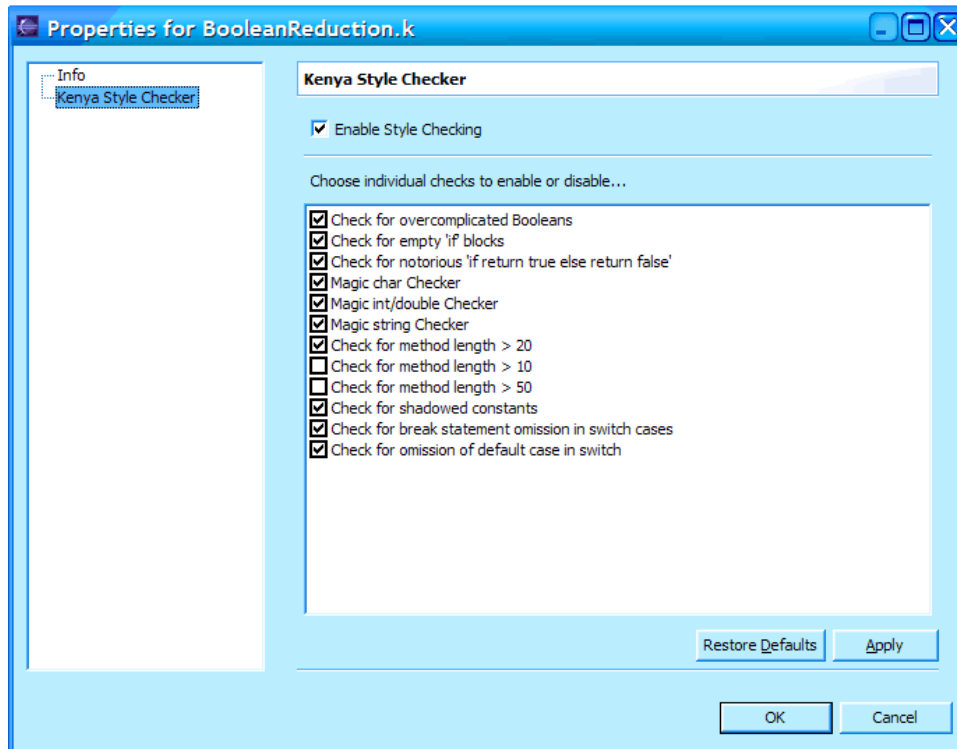 Properties for BooleanReduction.k
Info
Kenya Style Checker
Kenya Style Checker
Enable Style Checking
Choose individual checks to enable or disable...
Check for overcomplicated Booleans
Check for empty 'if' blocks
Check for notorious 'if return true else return false'
Magic char Checker
Magic int/double Checker
Magic string Checker
Check for method length > 20
Check for method length > 10
Check for method length > 50
Check for shadowed constants
Check for break statement omission in switch cases
Check for omission of default case in switch
Restore Defaults
Apply
OK
Cancel